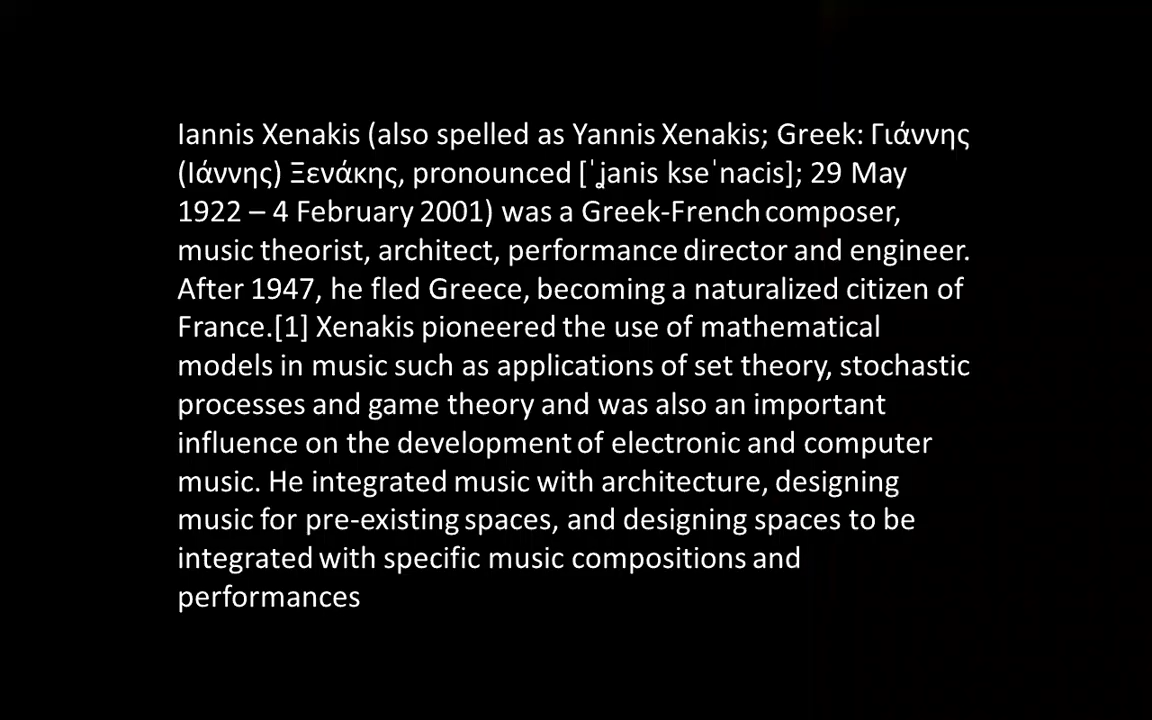 Iannis Xenakis (also spelled as Yannis Xenakis; Greek: Γιάννης
(Ιάννης) Ξενάκης, pronounced [ˈʝanis kseˈnacis]; 29 May
1922 – 4 February 2001) was a Greek-French composer,
music theorist, architect, performance director and engineer.
After 1947, he fled Greece, becoming a naturalized citizen of
France.[1] Xenakis pioneered the use of mathematical
models in music such as applications of set theory, stochastic
processes and game theory and was also an important
influence on the development of electronic and computer
music. He integrated music with architecture, designing
music for pre-existing spaces, and designing spaces to be
integrated with specific music compositions and
performances